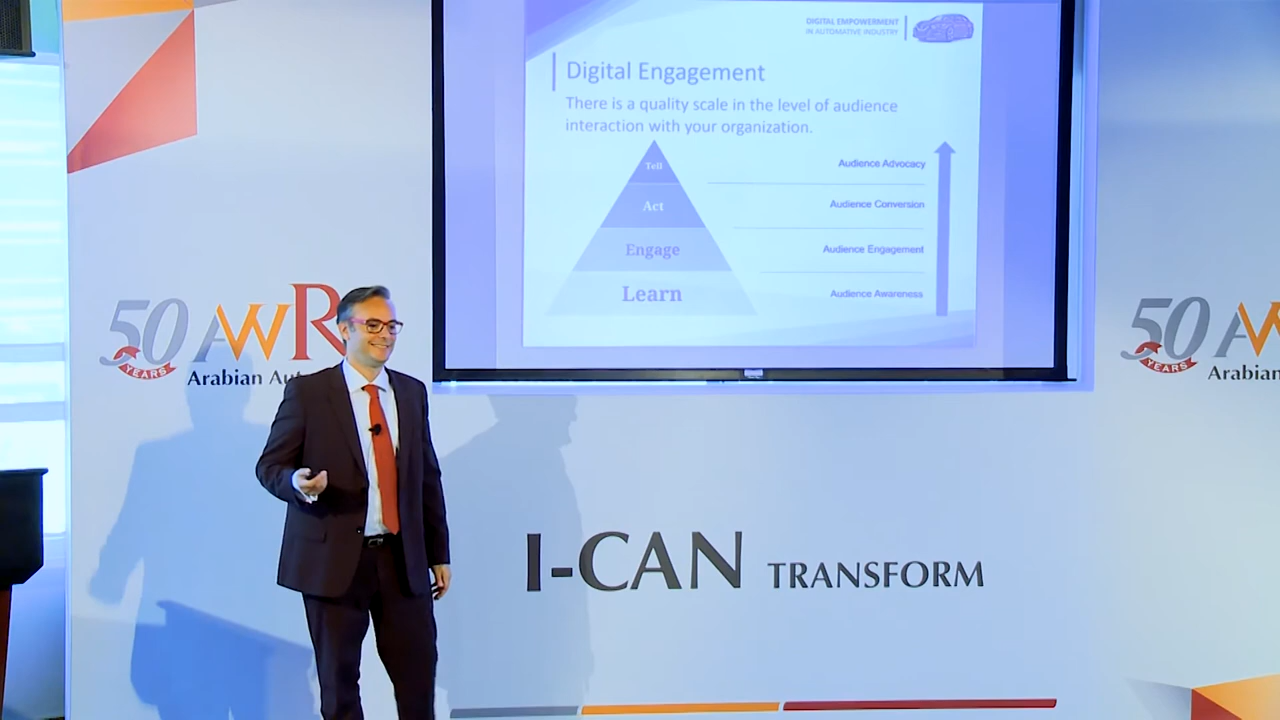 DIGITAL EMPOWERMENT
IN AUTOMOTIVE INDUSTRY
Digital Engagement
There is a quality scale in the level of audience
interaction with your organization.
Tell
Audience Advocacy
Act
Audience Conversion
Engage
Audience Engagement
Learn
Audience Awareness
50 YEARS
AWR
Arabian Au
50 YEARS
AW
Arabian
I-CAN TRANSFORM